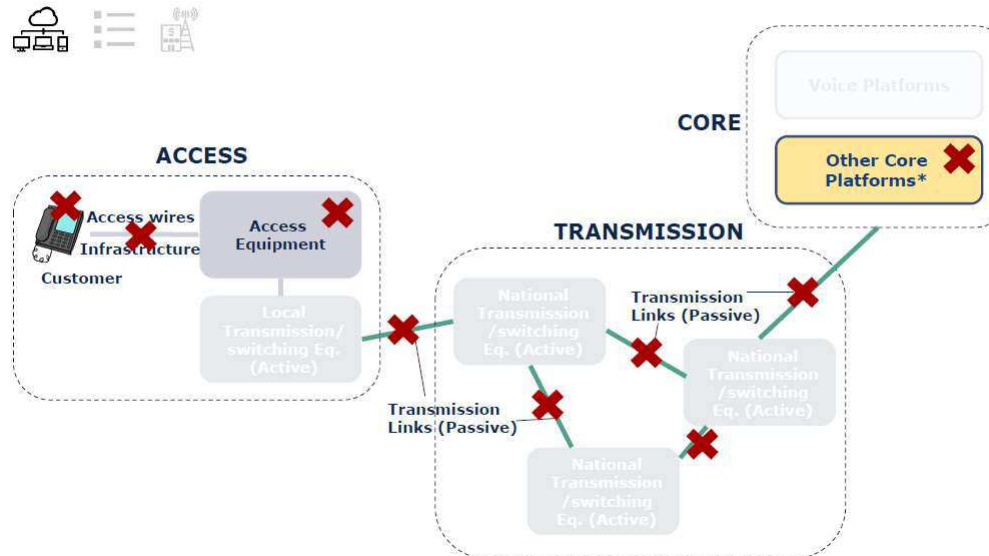 Voice Platforms
CORE
Other Core
Platforms*
ACCESS
Access wires
Infrastructure
Customer
Access
Equipment
Local
Transmission/
switching Eq.
(Active)
TRANSMISSION
National
Transmission
/switching
Eq. (Active)
Transmission
Links (Passive)
National
Transmission
/switching
Eq. (Active)
Transmission
Links (Passive)
National
Transmission
/switching
Eq. (Active)